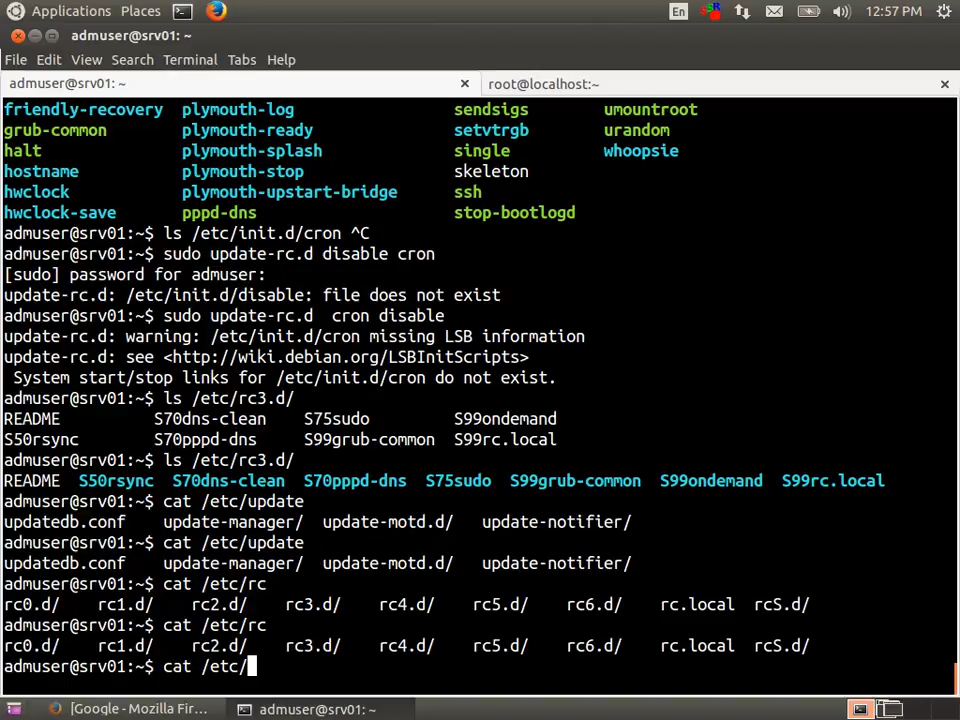 Applications Places En SSR 12:57 PM
admuser@srv01: ~
File Edit View Search Terminal Tabs Help
admuser@srv01: ~ × root@localhost:~ ×
friendly-recovery plymouth-log sendsigs umountroot
grub-common plymouth-ready setvtrgb urandom
halt plymouth-splash single whoopsie
hostname plymouth-stop skeleton
hwclock plymouth-upstart-bridge ssh
hwclock-save pppd-dns stop-bootlogd
admuser@srv01:~$ ls /etc/init.d/cron ^C
admuser@srv01:~$ sudo update-rc.d disable cron
[sudo] password for admuser:
update-rc.d: /etc/init.d/disable: file does not exist
admuser@srv01:~$ sudo update-rc.d  cron disable
update-rc.d: warning: /etc/init.d/cron missing LSB information
update-rc.d: see <http://wiki.debian.org/LSBInitScripts>
 System start/stop links for /etc/init.d/cron do not exist.
admuser@srv01:~$ ls /etc/rc3.d/
README S70dns-clean S75sudo S99ondemand
S50rsync S70pppd-dns S99grub-common S99rc.local
admuser@srv01:~$ ls /etc/rc3.d/
README S50rsync S70dns-clean S70pppd-dns S75sudo S99grub-common S99ondemand S99rc.local
admuser@srv01:~$ cat /etc/update
updatedb.conf update-manager/ update-motd.d/ update-notifier/
admuser@srv01:~$ cat /etc/update
updatedb.conf update-manager/ update-motd.d/ update-notifier/
admuser@srv01:~$ cat /etc/rc
rc0.d/ rc1.d/ rc2.d/ rc3.d/ rc4.d/ rc5.d/ rc6.d/ rc.local rcS.d/
admuser@srv01:~$ cat /etc/rc
rc0.d/ rc1.d/ rc2.d/ rc3.d/ rc4.d/ rc5.d/ rc6.d/ rc.local rcS.d/
admuser@srv01:~$ cat /etc/
[Google - Mozilla Fir... admuser@srv01: ~